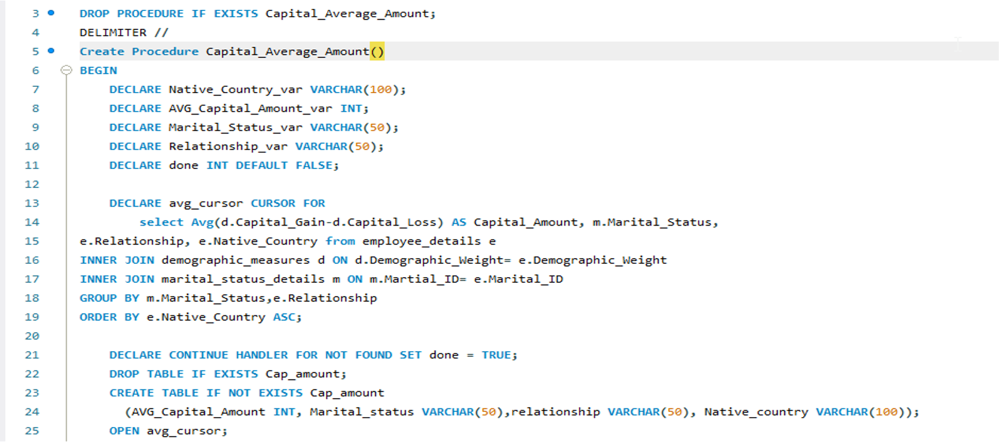 3 DROP PROCEDURE IF EXISTS Capital_Average_Amount;
4 DELIMITER //
5 Create Procedure Capital_Average_Amount()
6 BEGIN
7 DECLARE Native_Country_var VARCHAR(100);
8 DECLARE AVG_Capital_Amount_var INT;
9 DECLARE Marital_Status_var VARCHAR(50);
10 DECLARE Relationship_var VARCHAR(50);
11 DECLARE done INT DEFAULT FALSE;
12
13 DECLARE avg_cursor CURSOR FOR
14 select Avg(d.Capital_Gain-d.Capital_Loss) AS Capital_Amount, m.Marital_Status,
15 e.Relationship, e.Native_Country from employee_details e
16 INNER JOIN demographic_measures d ON d.Demographic_Weight= e.Demographic_Weight
17 INNER JOIN marital_status_details m ON m.Martial_ID= e.Marital_ID
18 GROUP BY m.Marital_Status,e.Relationship
19 ORDER BY e.Native_Country ASC;
20
21 DECLARE CONTINUE HANDLER FOR NOT FOUND SET done = TRUE;
22 DROP TABLE IF EXISTS Cap_amount;
23 CREATE TABLE IF NOT EXISTS Cap_amount
24 (AVG_Capital_Amount INT, Marital_status VARCHAR(50),relationship VARCHAR(50), Native_country VARCHAR(100));
25 OPEN avg_cursor;